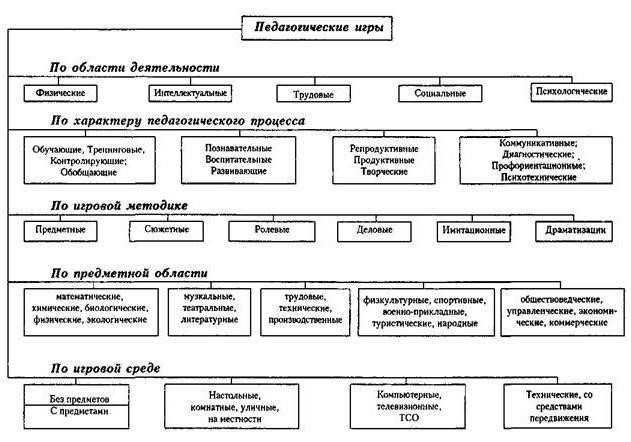 Педагогические игры
По области деятельности
Физические
Интеллектуальные
Трудовые
Социальные
Психологические
По характеру педагогического процесса
Обучающие, Тренинговые,
Контролирующие;
Обобщающие
Познавательные
Воспитательные
Развивающие
Репродуктивные
Продуктивные
Творческие
Коммуникативные;
Диагностические;
Профориентационные;
Психотехнические
По игровой методике
Предметные
Сюжетные
Ролевые
Деловые
Имитационные
Драматизации
По предметной области
математические,
химические, биологические,
физические, экологические
музкальные,
театральные,
литературные
трудовые,
технические,
производственные
физкультурные, спортивные,
военно-прикладные,
туристические, народные
обществоведческие,
управленческие, экономи-
ческие, коммерческие
По игровой среде
Без предметов
С предметами
Настольные,
комнатные, уличные,
на местности
Компьютерные,
телевизионные,
ТСО
Технические, со
средствами
передвижения